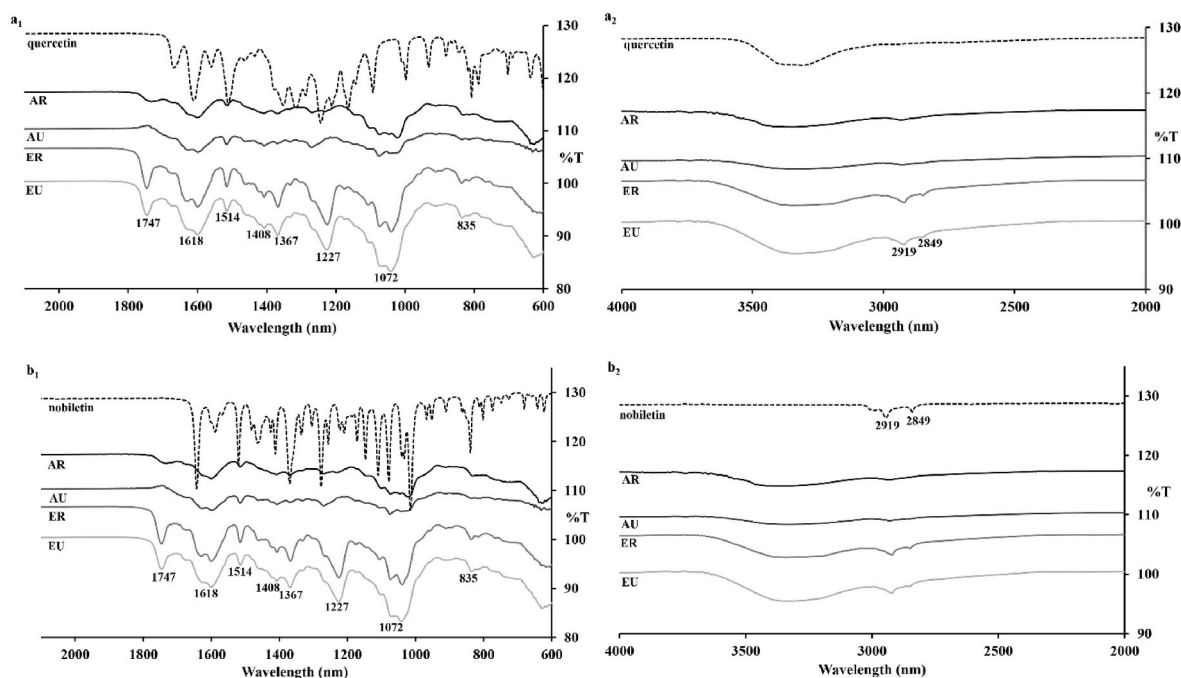 a1
quercetin
AR
AU
ER
EU
1747
1618
1514
1408
1367
1227
1072
835
130
120
110
%T
100
90
80
2000 1800 1600 1400 1200 1000 800 600
Wavelength (nm)
a2
quercetin
AR
AU
ER
EU
2919
2849
130
120
%T
110
100
90
4000 3500 3000 2500 2000
Wavelength (nm)
b1
nobiletin
AR
AU
ER
EU
1747
1618
1514
1408
1367
1227
1072
835
130
120
110
%T
100
90
80
2000 1800 1600 1400 1200 1000 800 600
Wavelength (nm)
b2
nobiletin
2919
2849
AR
AU
ER
EU
130
120
%T
110
100
90
4000 3500 3000 2500 2000
Wavelength (nm)